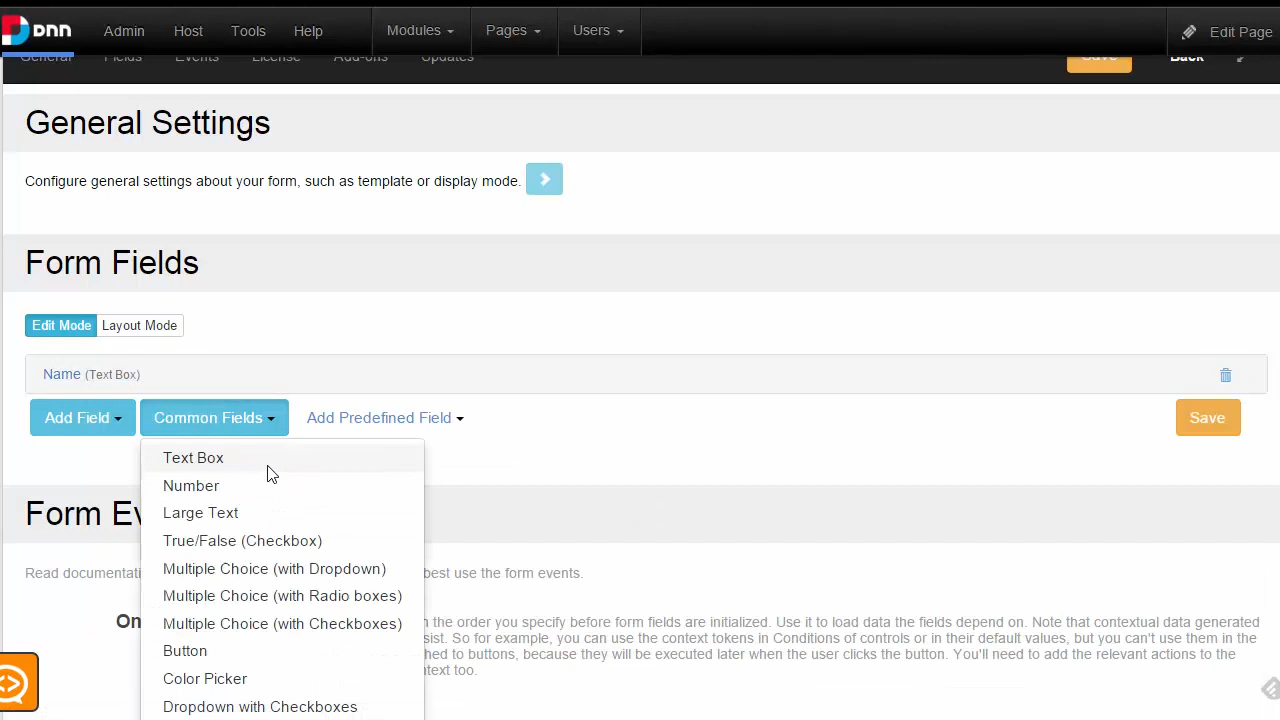 DNN Admin Host Tools Help Modules Pages Users Edit Page
General Fields Events License Add-ons Updates Save Back
General Settings
Configure general settings about your form, such as template or display mode.
Form Fields
Edit Mode Layout Mode
Name (Text Box)
Add Field Common Fields Add Predefined Field Save
Text Box
Number
Form Ev
Large Text
True/False (Checkbox)
Read documentati best use the form events.
Multiple Choice (with Dropdown)
Multiple Choice (with Radio boxes)
On n the order you specify before form fields are initialized. Use it to load data the fields depend on. Note that contextual data generated
Multiple Choice (with Checkboxes)
sist. So for example, you can use the context tokens in Conditions of controls or in their default values, but you can't use them in the
Button
ched to buttons, because they will be executed later when the user clicks the button. You'll need to add the relevant actions to the
text too.
Color Picker
Dropdown with Checkboxes